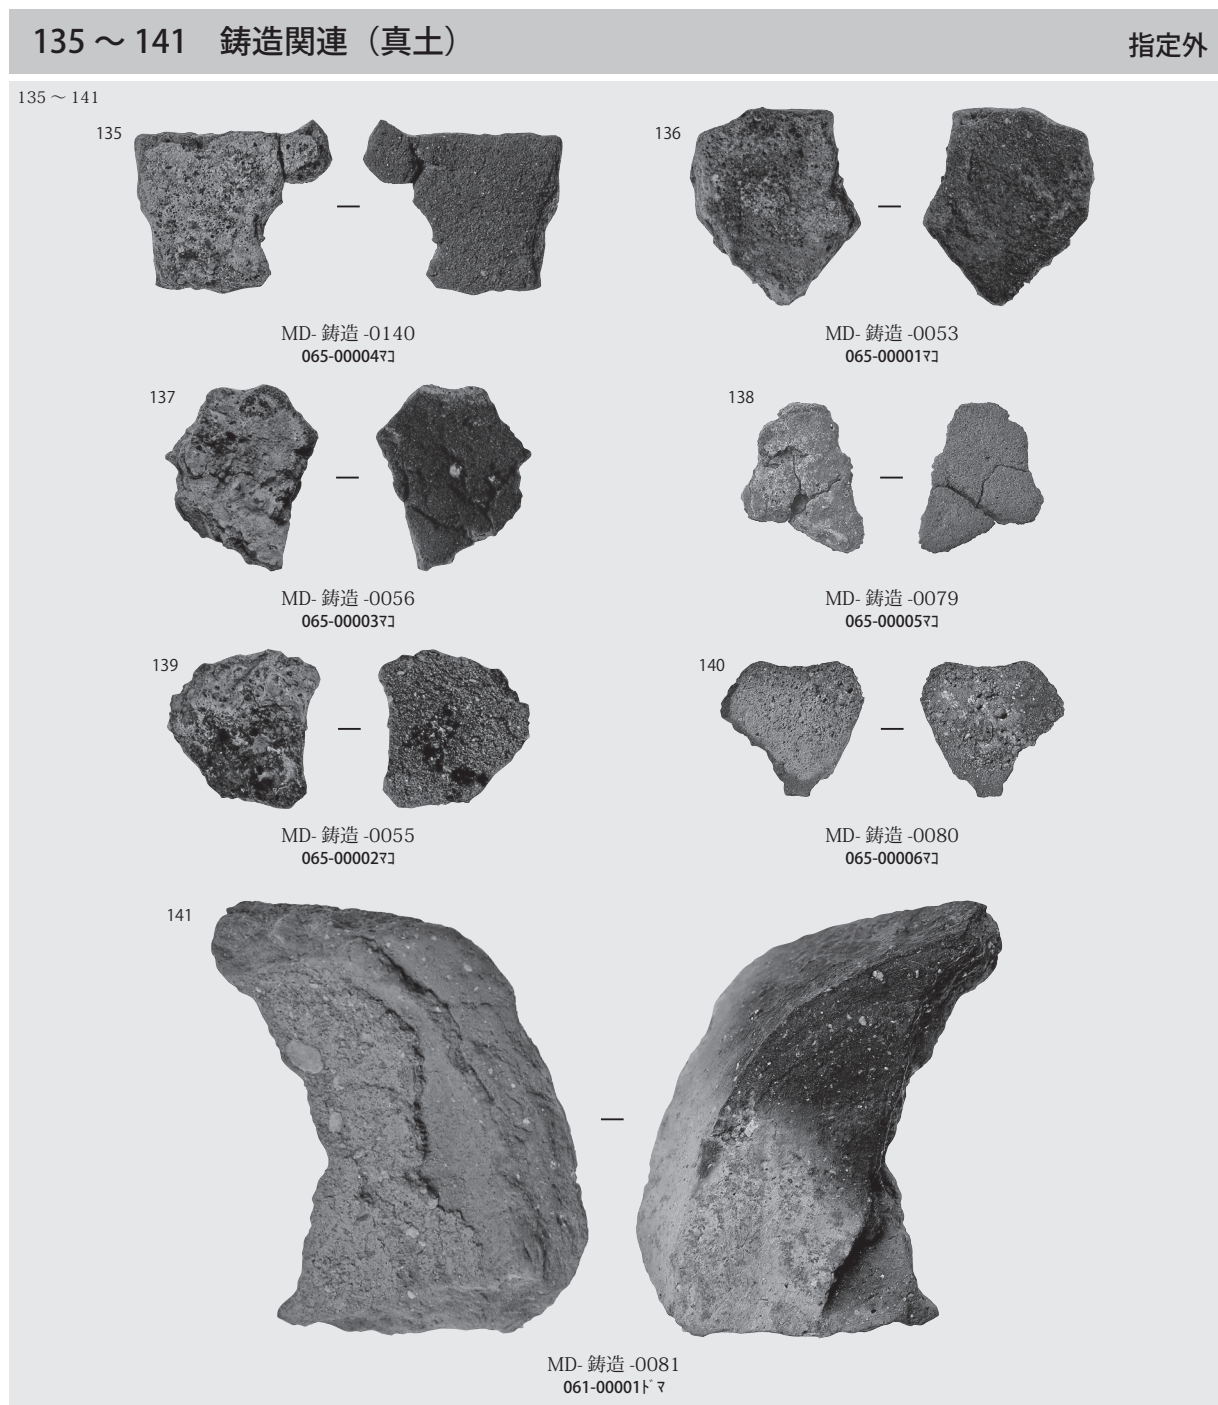 135 ～ 141　鋳造関連（真土）
指定外
135 ～ 141
135
136
MD- 鋳造 -0140
065-00004ﾏｺ
MD- 鋳造 -0053
065-00001ﾏｺ
137
138
MD- 鋳造 -0056
065-00003ﾏｺ
MD- 鋳造 -0079
065-00005ﾏｺ
139
140
MD- 鋳造 -0055
065-00002ﾏｺ
MD- 鋳造 -0080
065-00006ﾏｺ
141
MD- 鋳造 -0081
061-00001ﾄﾞﾏ